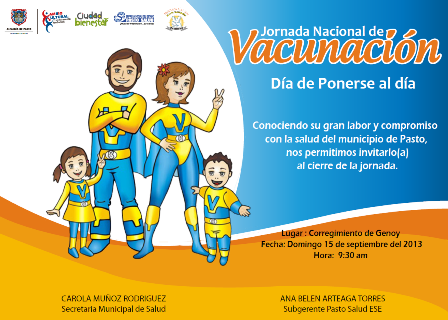 Ciudad
bienestar
Jornada Nacional de
Vacunación
Día de Ponerse al día
Conociendo su gran labor y compromiso
con la salud del municipio de Pasto,
nos permitimos invitarlo(a)
al cierre de la jornada.
V
V
V
V
Lugar : Corregimiento de Genoy
Fecha: Domingo 15 de septiembre del 2013
Hora: 9:30 am
CAROLA MUÑOZ RODRIGUEZ
Secretaria Municipal de Salud
ANA BELEN ARTEAGA TORRES
Subgerente Pasto Salud ESE